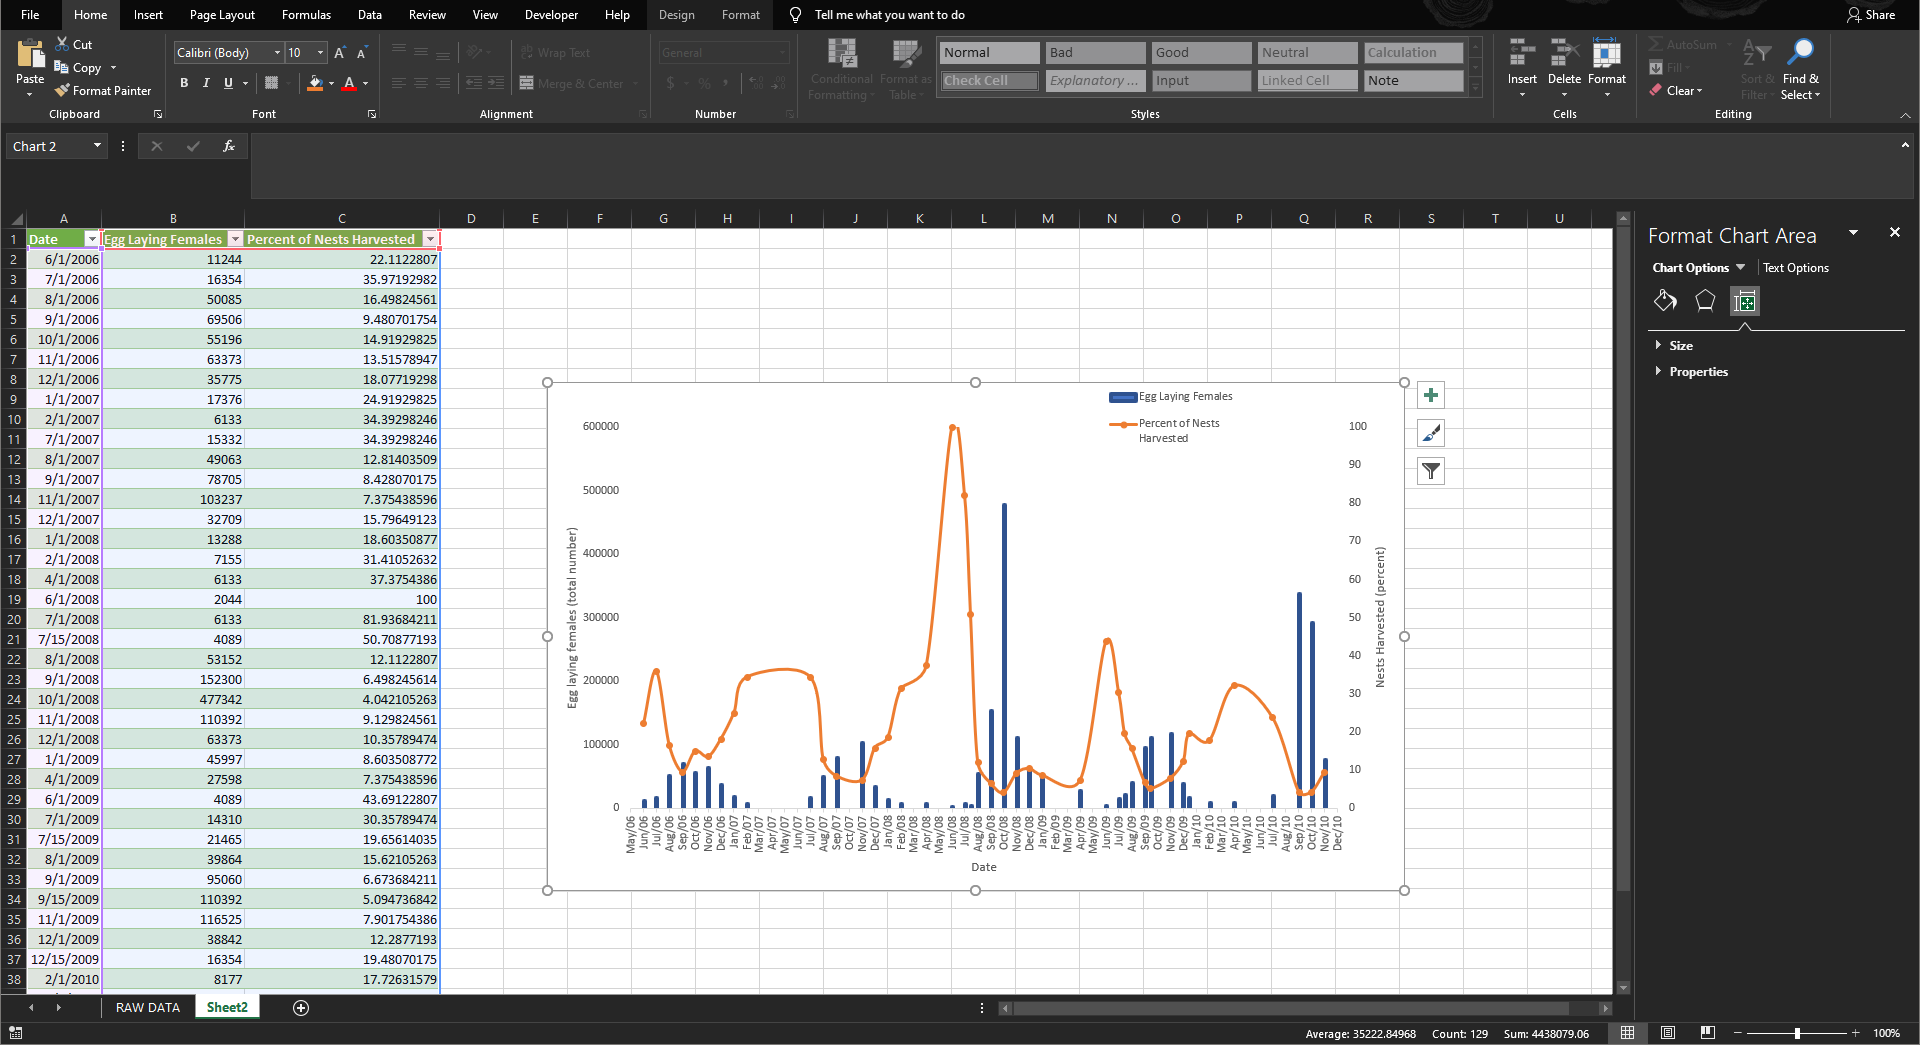 File Home Insert Page Layout Formulas Data Review View Developer Help Design Format Tell me what you want to do Share
Paste Cut Copy Format Painter Clipboard
Calibri (Body) 10 A A B I U A Font
Wrap Text Merge & Center Alignment
General $ % , Number
Conditional Formatting Format as Table
Normal Bad Good Neutral Calculation
Check Cell Explanatory ... Input Linked Cell Note
Styles
Insert Delete Format Cells
AutoSum Fill Clear Sort & Filter Find & Select Editing
Chart 2 fx
A B C D E F G H I J K L M N O P Q R S T U
1 Date Egg Laying Females Percent of Nests Harvested
2 6/1/2006 11244 22.1122807
3 7/1/2006 16354 35.97192982
4 8/1/2006 50085 16.49824561
5 9/1/2006 69506 9.480701754
6 10/1/2006 55196 14.91929825
7 11/1/2006 63373 13.51578947
8 12/1/2006 35775 18.07719298
9 1/1/2007 17376 24.91929825
10 2/1/2007 6133 34.39298246
11 7/1/2007 15332 34.39298246
12 8/1/2007 49063 12.81403509
13 9/1/2007 78705 8.428070175
14 11/1/2007 103237 7.375438596
15 12/1/2007 32709 15.79649123
16 1/1/2008 13288 18.60350877
17 2/1/2008 7155 31.41052632
18 4/1/2008 6133 37.3754386
19 6/1/2008 2044 100
20 7/1/2008 6133 81.93684211
21 7/15/2008 4089 50.70877193
22 8/1/2008 53152 12.1122807
23 9/1/2008 152300 6.498245614
24 10/1/2008 477342 4.042105263
25 11/1/2008 110392 9.129824561
26 12/1/2008 63373 10.35789474
27 1/1/2009 45997 8.603508772
28 4/1/2009 27598 7.375438596
29 6/1/2009 4089 43.69122807
30 7/1/2009 14310 30.35789474
31 7/15/2009 21465 19.65614035
32 8/1/2009 39864 15.62105263
33 9/1/2009 95060 6.673684211
34 9/15/2009 110392 5.094736842
35 11/1/2009 116525 7.901754386
36 12/1/2009 38842 12.2877193
37 12/15/2009 16354 19.48070175
38 2/1/2010 8177 17.72631579
Egg Laying Females
Percent of Nests
Harvested
Egg laying females (total number)
600000
500000
400000
300000
200000
100000
0
Nests Harvested (percent)
100
90
80
70
60
50
40
30
20
10
0
May/06 Jun/06 Jul/06 Aug/06 Sep/06 Oct/06 Nov/06 Dec/06 Jan/07 Feb/07 Mar/07 Apr/07 May/07 Jun/07 Jul/07 Aug/07 Sep/07 Oct/07 Nov/07 Dec/07 Jan/08 Feb/08 Mar/08 Apr/08 May/08 Jun/08 Jul/08 Aug/08 Sep/08 Oct/08 Nov/08 Dec/08 Jan/09 Feb/09 Mar/09 Apr/09 May/09 Jun/09 Jul/09 Aug/09 Sep/09 Oct/09 Nov/09 Dec/09 Jan/10 Feb/10 Mar/10 Apr/10 May/10 Jun/10 Jul/10 Aug/10 Sep/10 Oct/10 Nov/10 Dec/10
Date
Format Chart Area
Chart Options Text Options
Size
Properties
RAW DATA Sheet2
Average: 35222.84968 Count: 129 Sum: 4438079.06 100%